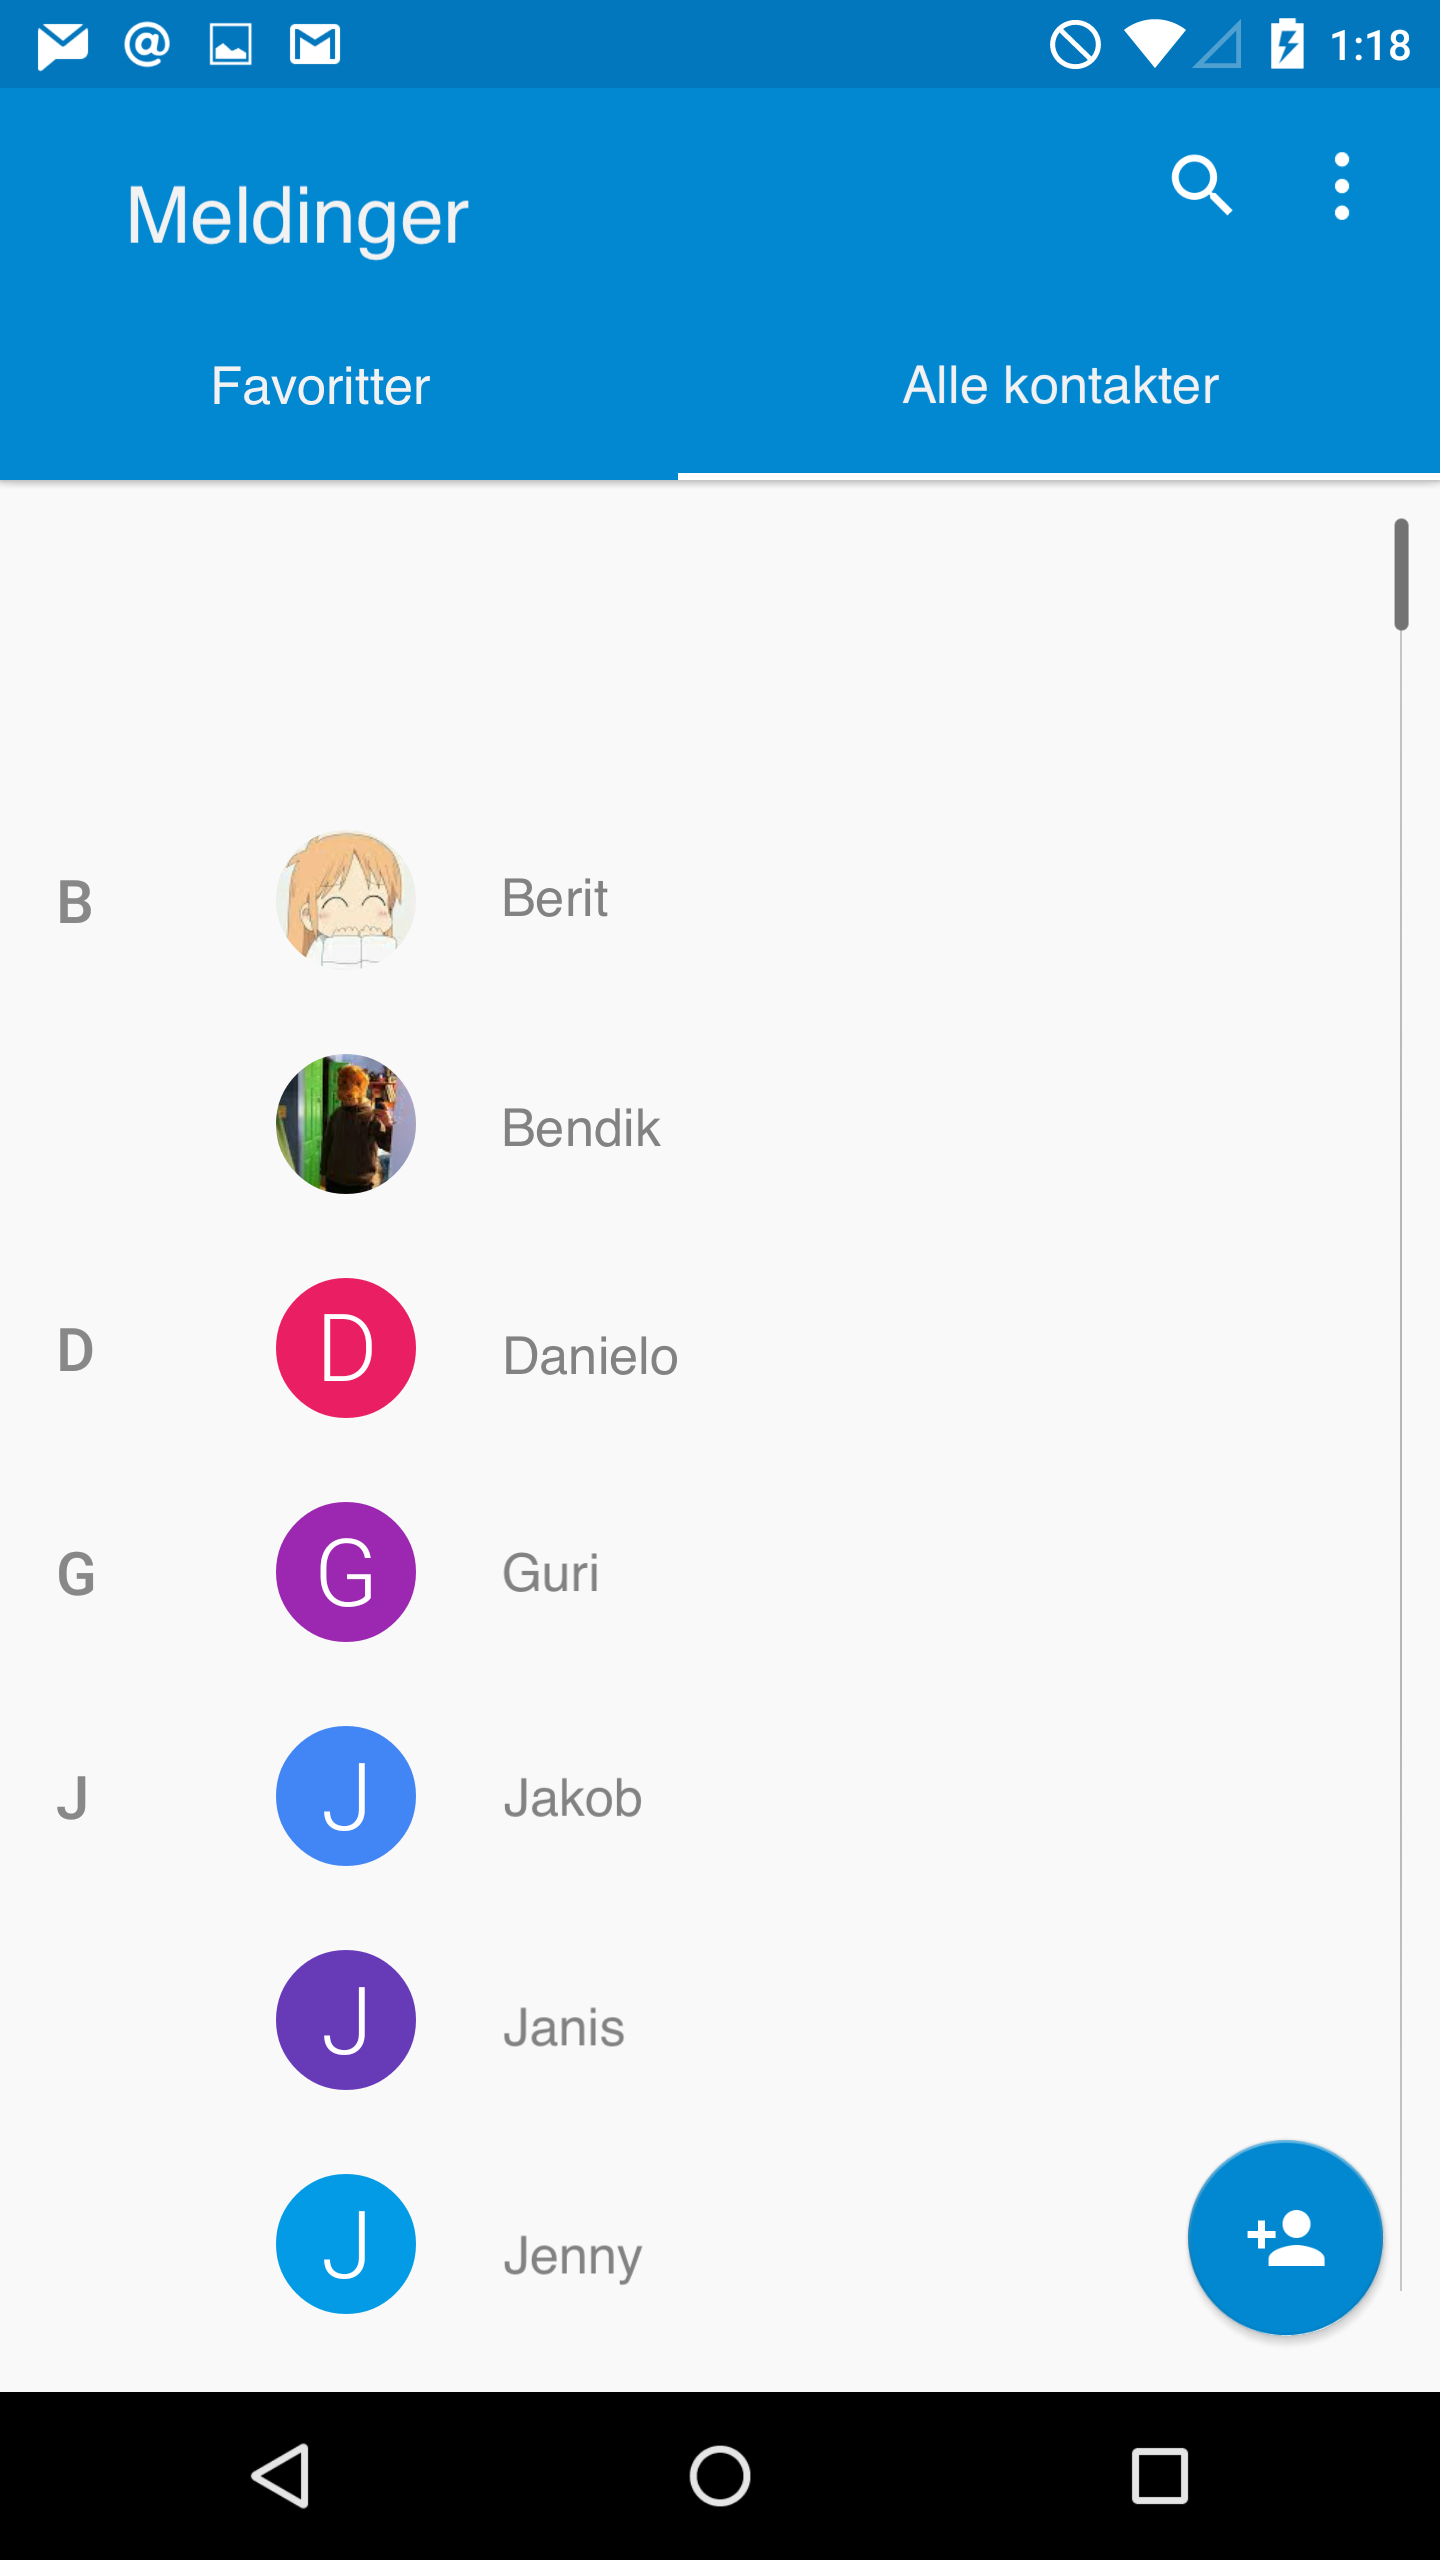 1:18
Meldinger
Favoritter
Alle kontakter
B
Berit
Bendik
D
D
Danielo
G
G
Guri
J
J
Jakob
J
Janis
J
Jenny